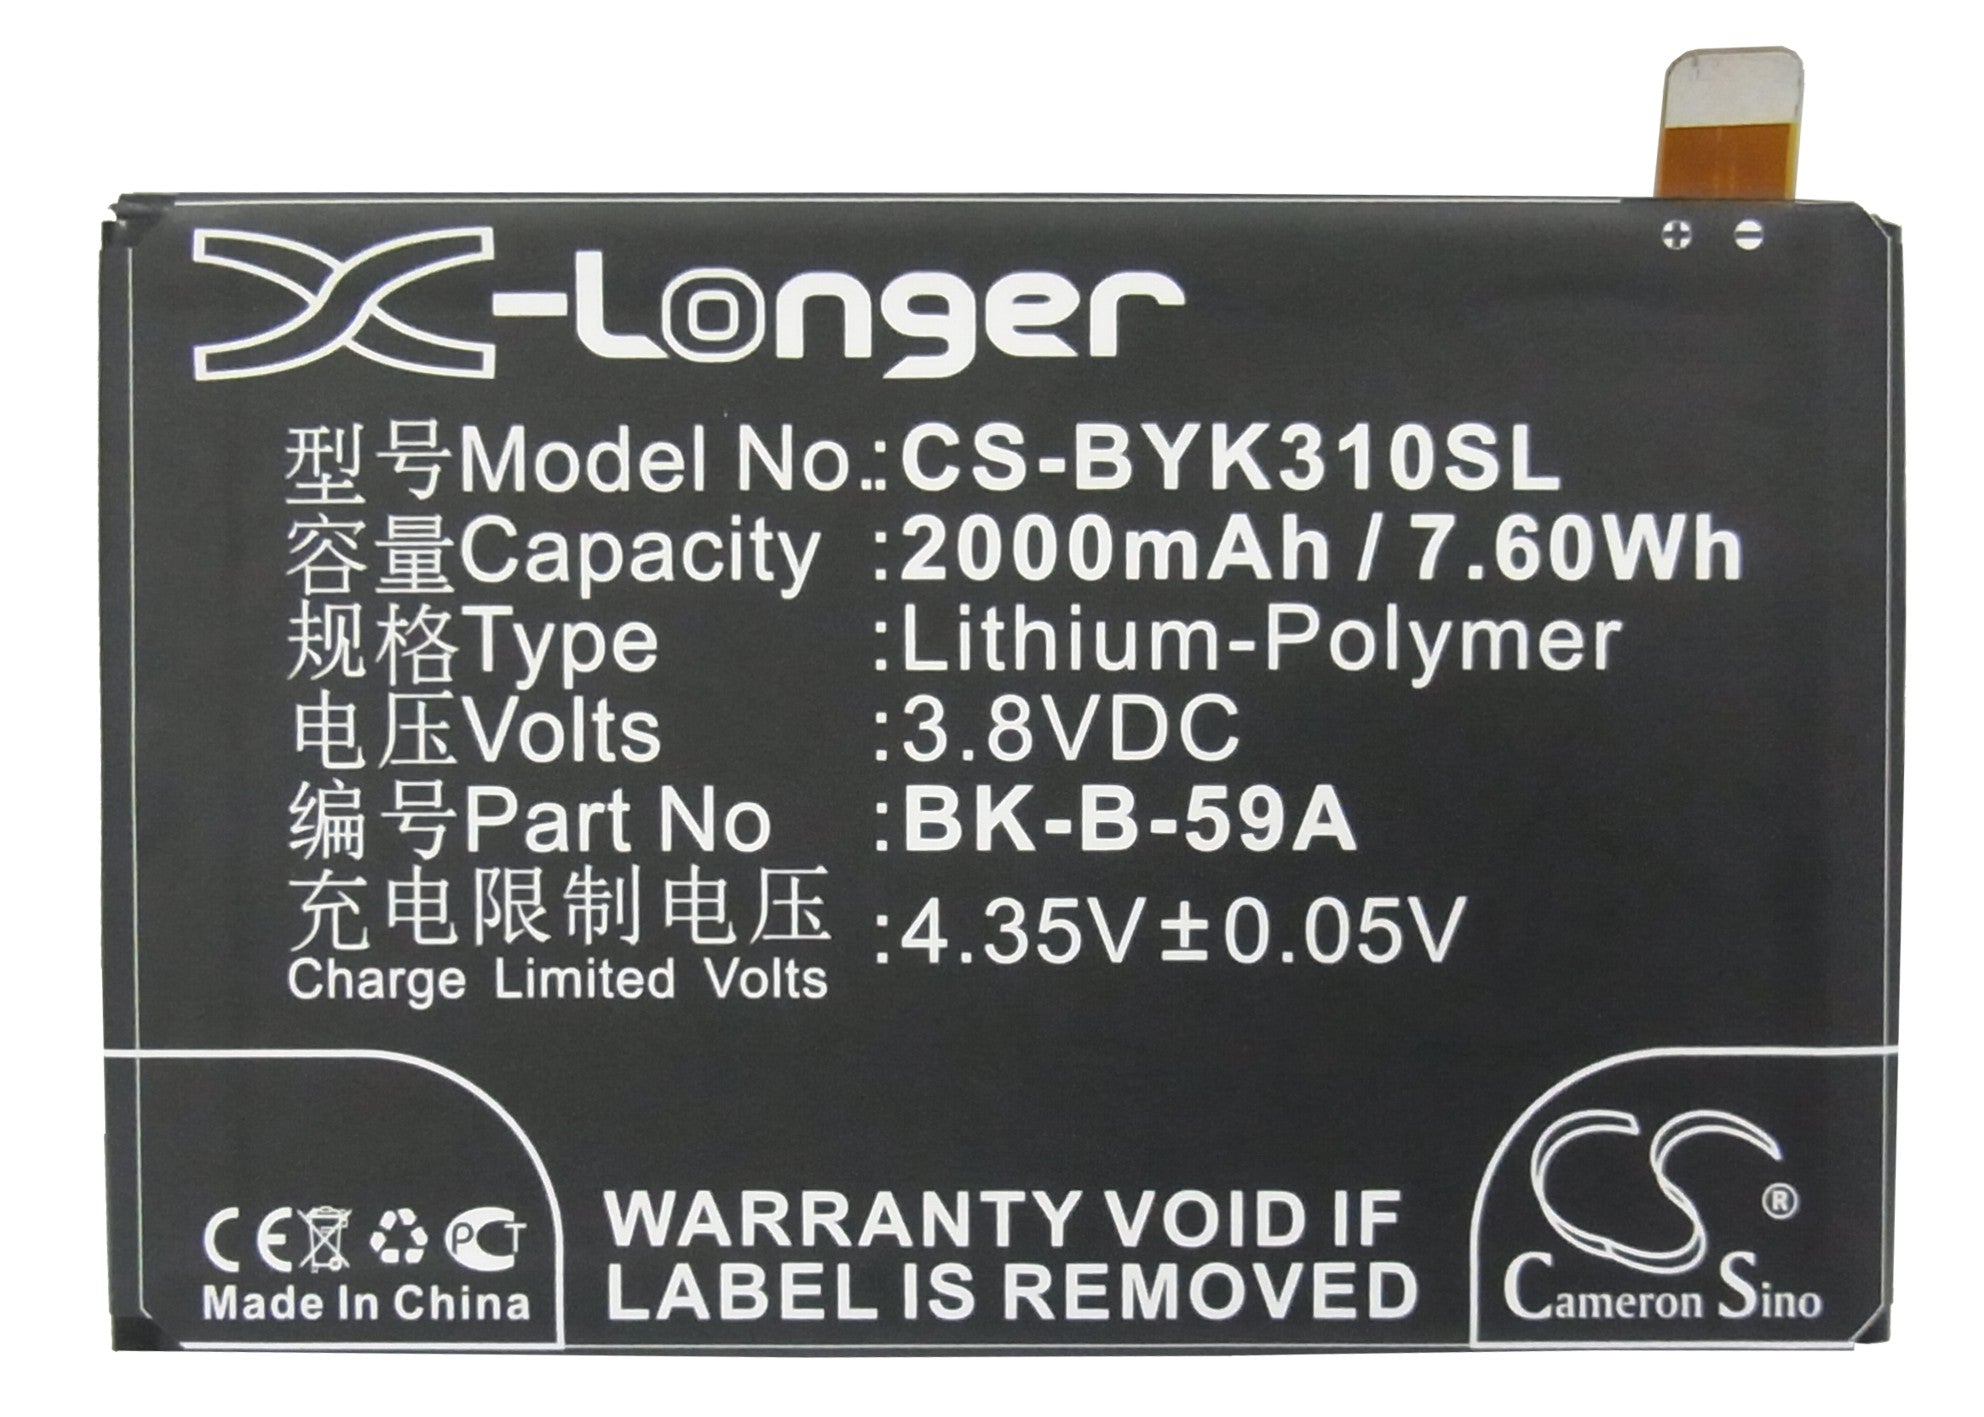 X-Longer
+ −
型号Model No.:CS-BYK310SL
容量Capacity :2000mAh / 7.60Wh
规格Type :Lithium-Polymer
电压Volts :3.8VDC
编号Part No :BK-B-59A
充电限制电压 :4.35V±0.05V
Charge Limited Volts
CE PCT
Made In China
WARRANTY VOID IF
LABEL IS REMOVED
CS ®
Cameron Sino